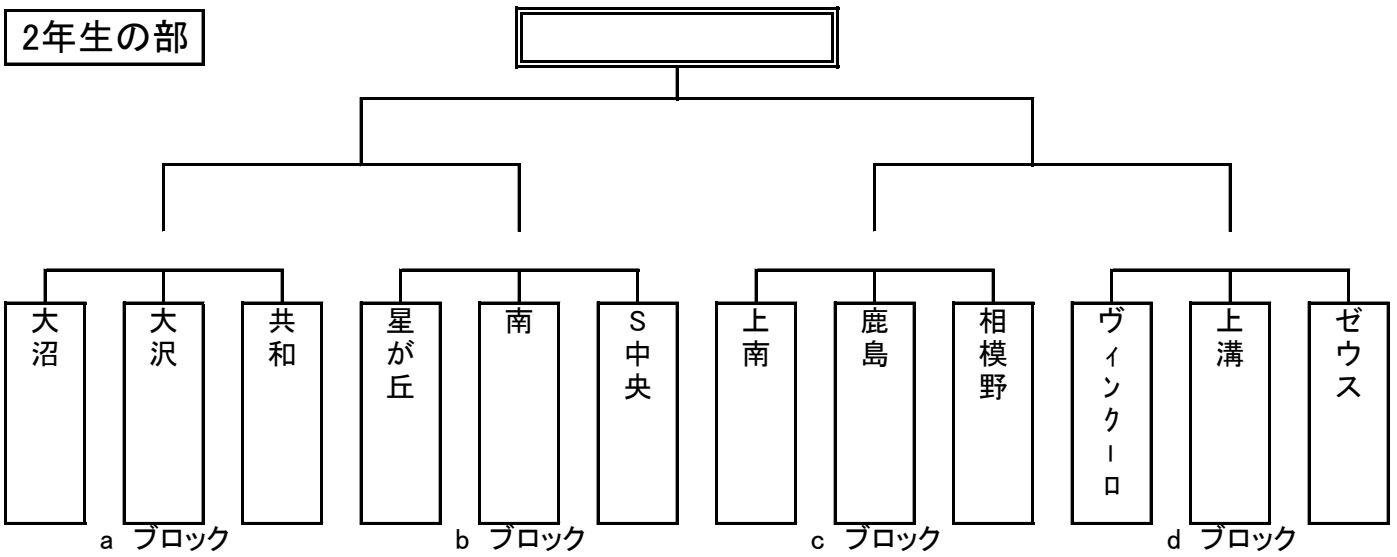 2年生の部
大沼
大沢
共和
星が丘
南
S中央
上南
鹿島
相模野
ヴィンクーロ
上溝
ゼウス
a ブロック
b ブロック
c ブロック
d ブロック